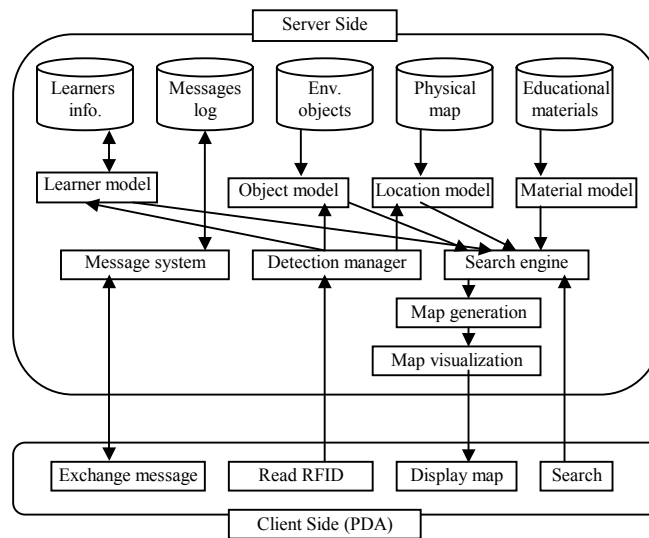 Server Side
Learners
info.
Messages
log
Env.
objects
Physical
map
Educational
materials
Learner model
Object model
Location model
Material model
Message system
Detection manager
Search engine
Map generation
Map visualization
Exchange message
Read RFID
Display map
Search
Client Side (PDA)